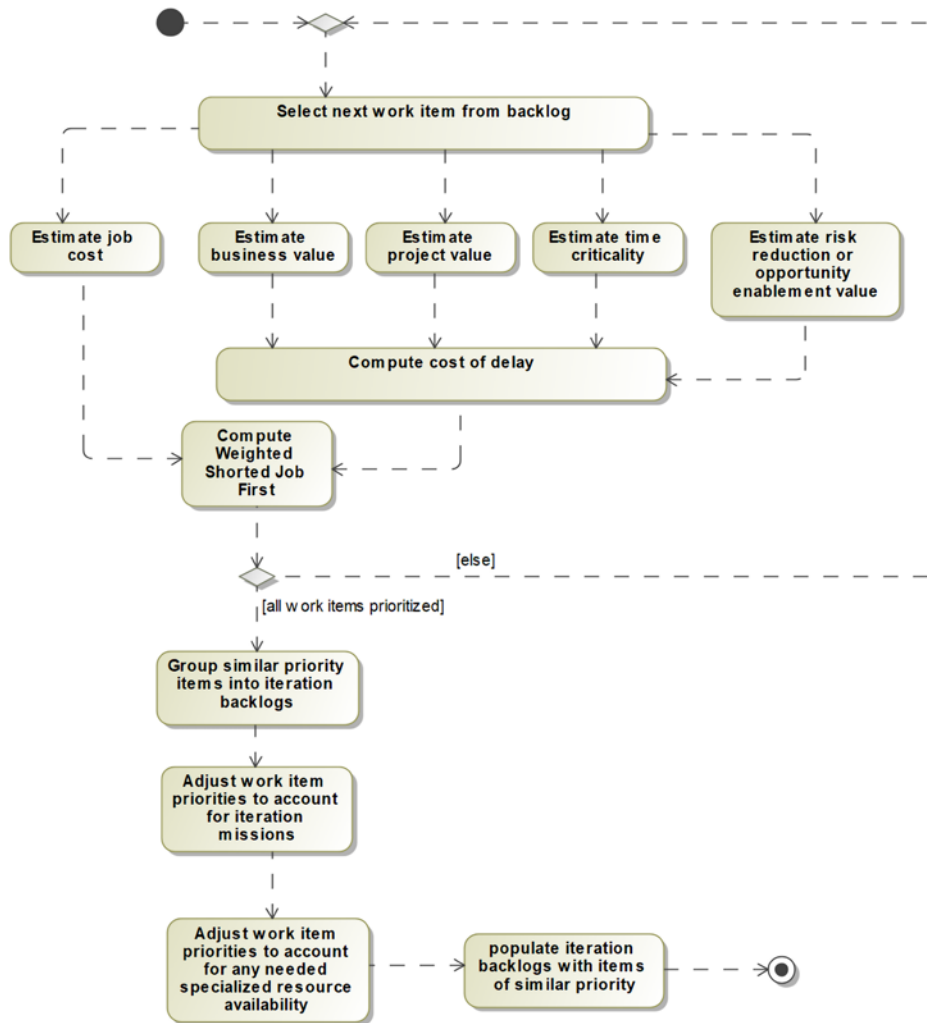 Select next work item from backlog
Estimate job
cost
Estimate
business value
Estimate
project value
Estimate time
criticality
Estimate risk
reduction or
opportunity
enablement value
Compute cost of delay
Compute
Weighted
Shorted Job
First
[else]
[all work items prioritized]
Group similar priority
items into iteration
backlogs
Adjust work item
priorities to account
for iteration
missions
Adjust work item
priorities to account
for any needed
specialized resource
availability
populate iteration
backlogs with items
of similar priority